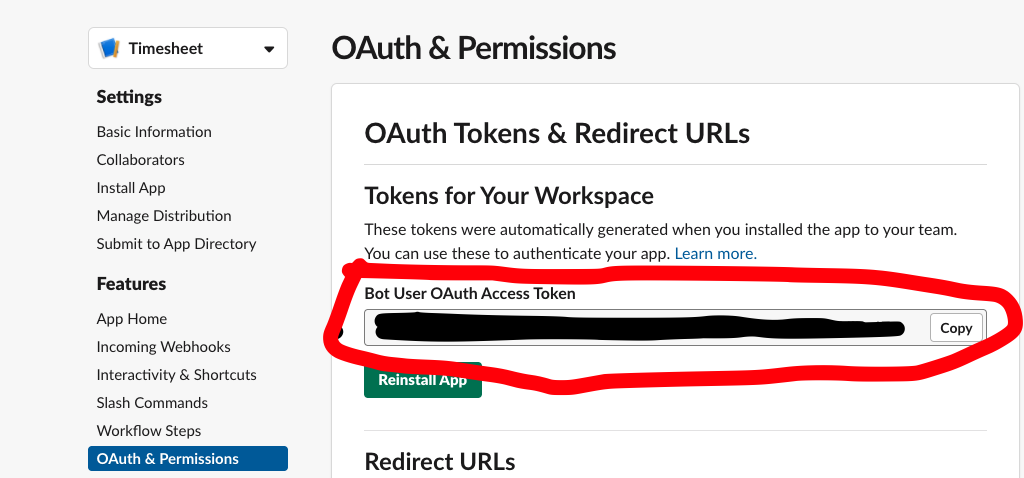 Timesheet
Settings
Basic Information
Collaborators
Install App
Manage Distribution
Submit to App Directory
Features
App Home
Incoming Webhooks
Interactivity & Shortcuts
Slash Commands
Workflow Steps
OAuth & Permissions
OAuth & Permissions
OAuth Tokens & Redirect URLs
Tokens for Your Workspace
These tokens were automatically generated when you installed the app to your team.
You can use these to authenticate your app. Learn more.
Bot User OAuth Access Token
Copy
Reinstall App
Redirect URLs